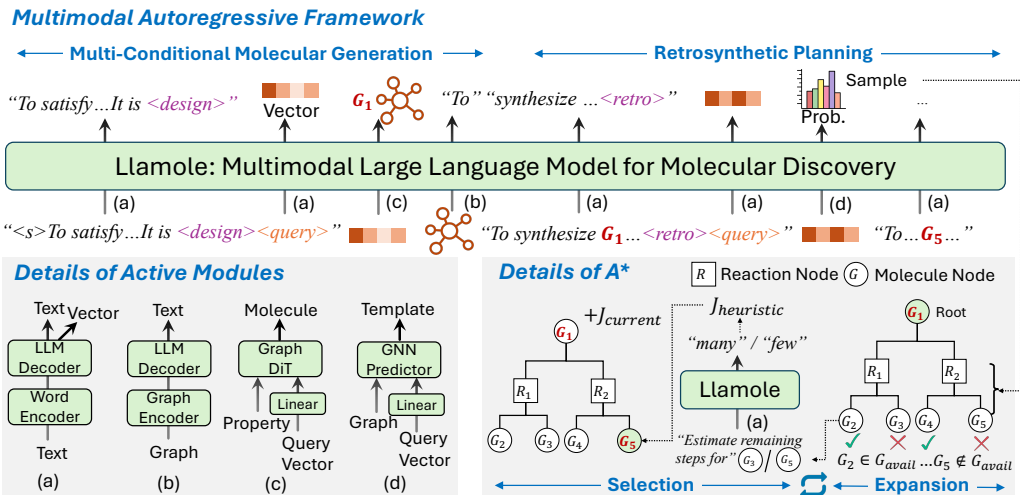 Multimodal Autoregressive Framework
Multi-Conditional Molecular Generation
Retrosynthetic Planning
“To satisfy…It is <design>”
Vector
G₁
“To” “synthesize …<retro>”
Prob.
Sample
...
Llamole: Multimodal Large Language Model for Molecular Discovery
(a) (a) (c) (b) (a) (a) (d) (a)
“<s>To satisfy…It is <design><query>”
“To synthesize G₁…<retro><query>”
“To…G₅…”
Details of Active Modules
Text Vector
LLM Decoder
Word Encoder
Text
(a)
Text
LLM Decoder
Graph Encoder
Graph
(b)
Molecule
Graph DiT
Linear
Property
Query Vector
(c)
Template
GNN Predictor
Linear
Graph
Query Vector
(d)
Details of A*
R Reaction Node G Molecule Node
G₁ +J_current
R₁ R₂
G₂ G₃ G₄ G₅
J_heuristic
“many” / “few”
Llamole
(a)
“Estimate remaining
steps for” G₃ / G₅
G₁ Root
R₁ R₂
G₂ G₃ G₄ G₅
✓ ✗ ✓ ✗
G₂ ∈ G_avail …G₅ ∉ G_avail
Selection
Expansion